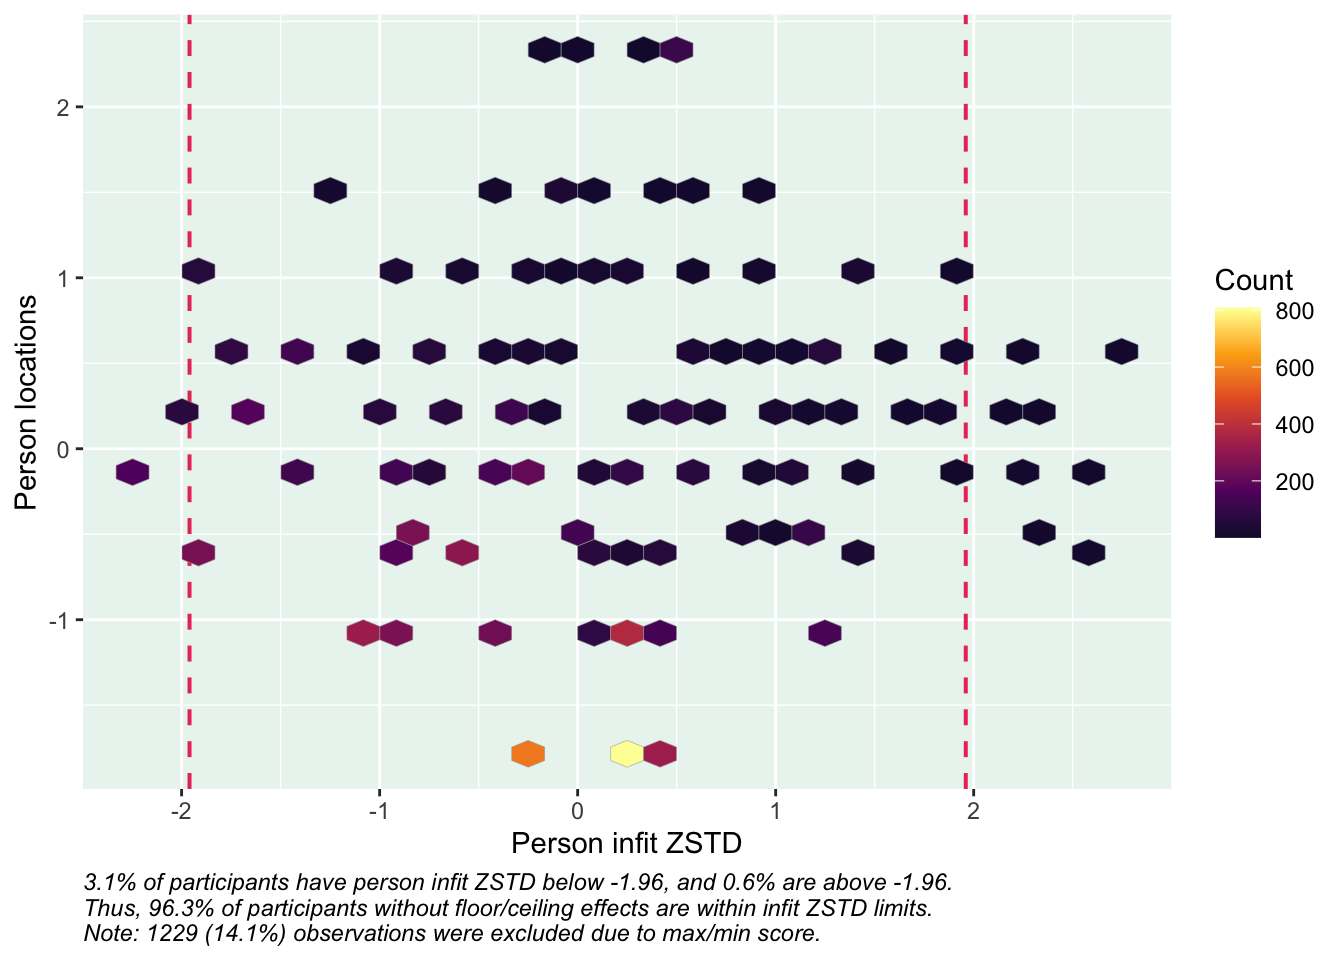 2
1
0
-1
Person locations
-2
-1
0
1
2
Person infit ZSTD
Count
800
600
400
200
3.1% of participants have person infit ZSTD below -1.96, and 0.6% are above -1.96.
Thus, 96.3% of participants without floor/ceiling effects are within infit ZSTD limits.
Note: 1229 (14.1%) observations were excluded due to max/min score.